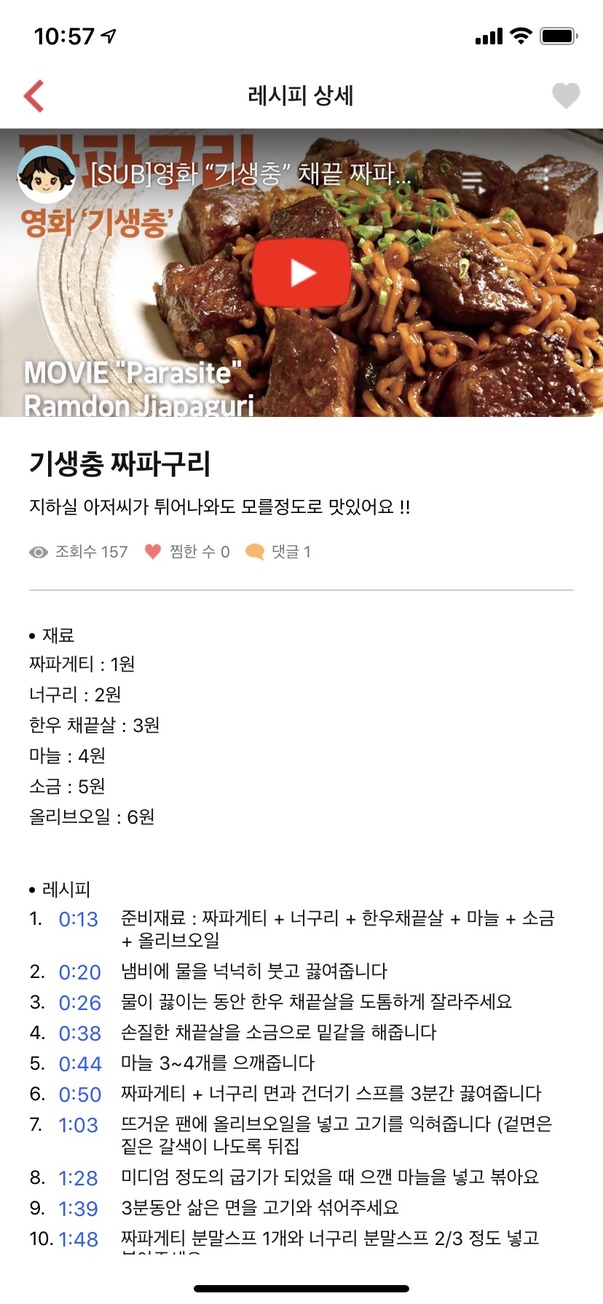 10:57
레시피 상세
짜파구리
[SUB]영화 “기생충” 채끝 짜파...
영화 ‘기생충’
MOVIE "Parasite"
Ramdon Jjapaguri
기생충 짜파구리
지하실 아저씨가 튀어나와도 모를정도로 맛있어요 !!
조회수 157 찜한 수 0 댓글 1
• 재료
짜파게티 : 1원
너구리 : 2원
한우 채끝살 : 3원
마늘 : 4원
소금 : 5원
올리브오일 : 6원
• 레시피
1. 0:13 준비재료 : 짜파게티 + 너구리 + 한우채끝살 + 마늘 + 소금
+ 올리브오일
2. 0:20 냄비에 물을 넉넉히 붓고 끓여줍니다
3. 0:26 물이 끓이는 동안 한우 채끝살을 도톰하게 잘라주세요
4. 0:38 손질한 채끝살을 소금으로 밑같을 해줍니다
5. 0:44 마늘 3~4개를 으깨줍니다
6. 0:50 짜파게티 + 너구리 면과 건더기 스프를 3분간 끓여줍니다
7. 1:03 뜨거운 팬에 올리브오일을 넣고 고기를 익혀줍니다 (겉면은
짙은 갈색이 나도록 뒤집
8. 1:28 미디엄 정도의 굽기가 되었을 때 으깬 마늘을 넣고 볶아요
9. 1:39 3분동안 삶은 면을 고기와 섞어주세요
10. 1:48 짜파게티 분말스프 1개와 너구리 분말스프 2/3 정도 넣고